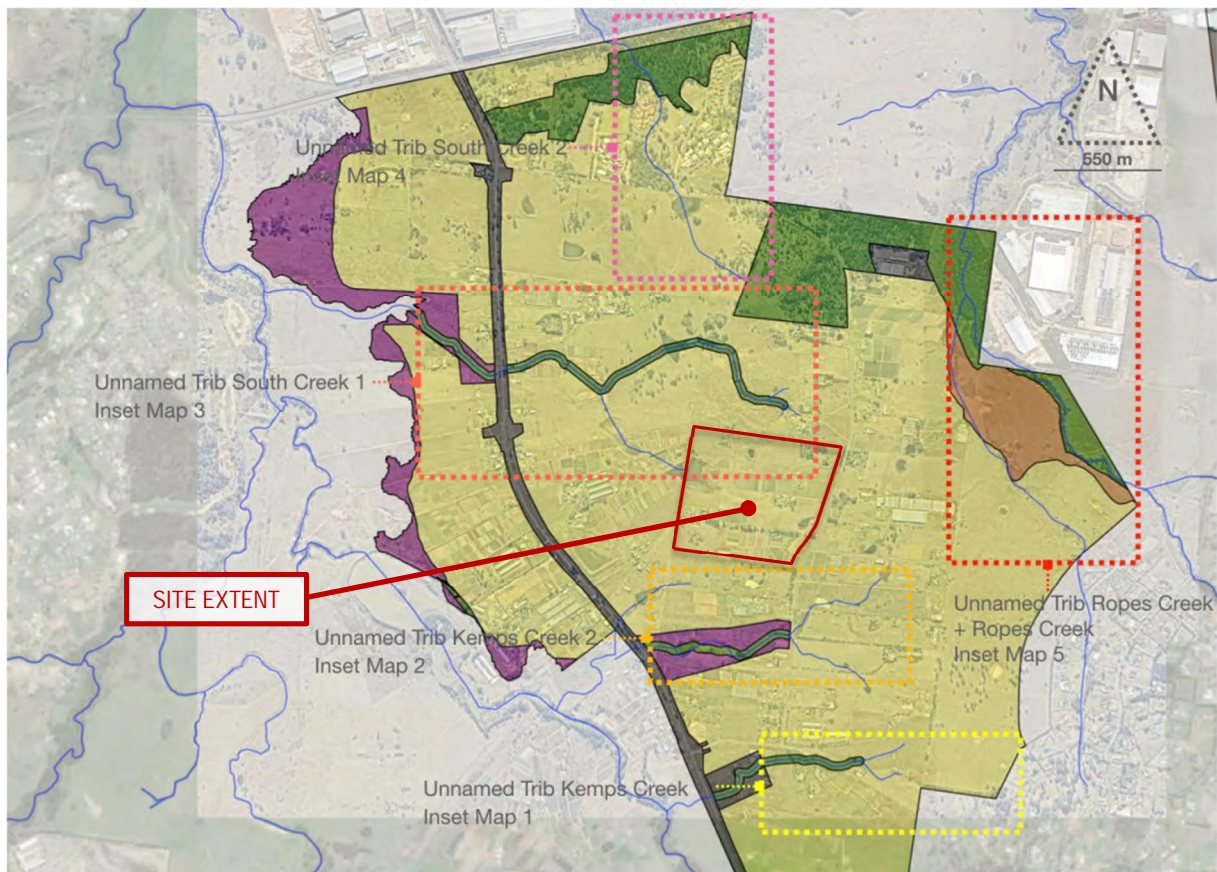 N
550 m
Unnamed Trib South Creek 2
Inset Map 4
Unnamed Trib South Creek 1
Inset Map 3
SITE EXTENT
Unnamed Trib Kemps Creek 2
Inset Map 2
Unnamed Trib Ropes Creek
+ Ropes Creek
Inset Map 5
Unnamed Trib Kemps Creek
Inset Map 1